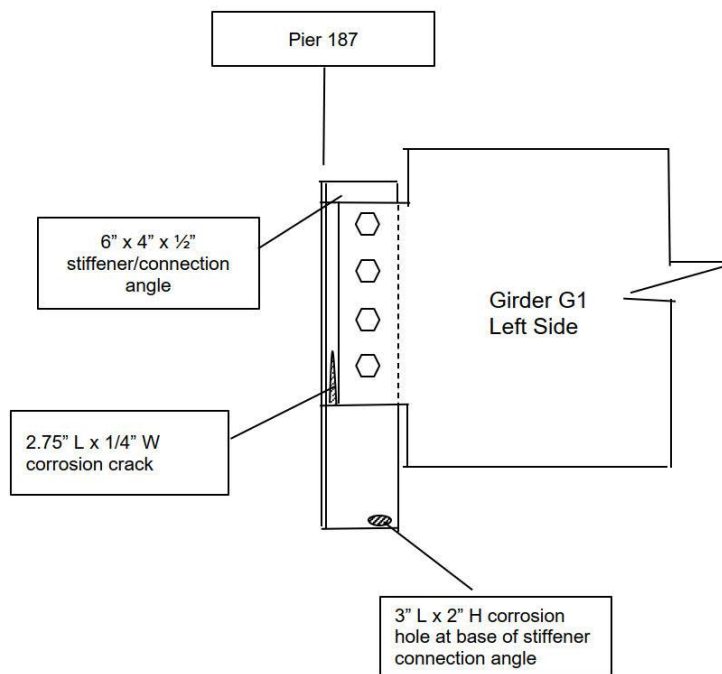 Pier 187
6” x 4” x ½”
stiffener/connection
angle
Girder G1
Left Side
2.75” L x 1/4” W
corrosion crack
3” L x 2” H corrosion
hole at base of stiffener
connection angle